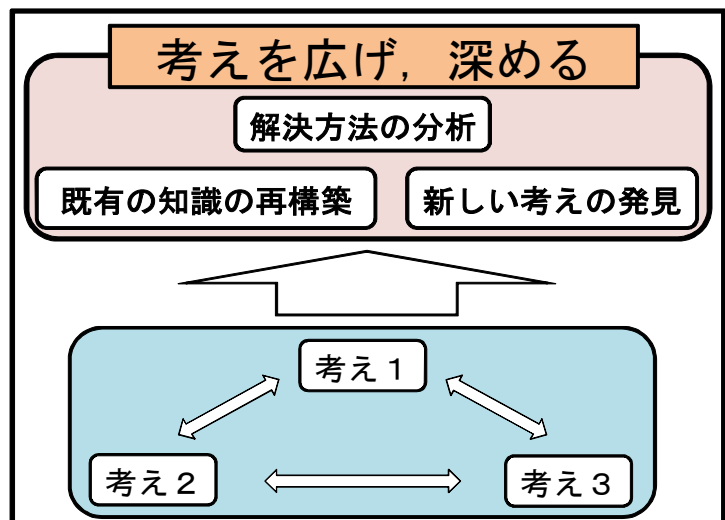 考えを広げ，深める
解決方法の分析
既有の知識の再構築
新しい考えの発見
考え１
考え２
考え３